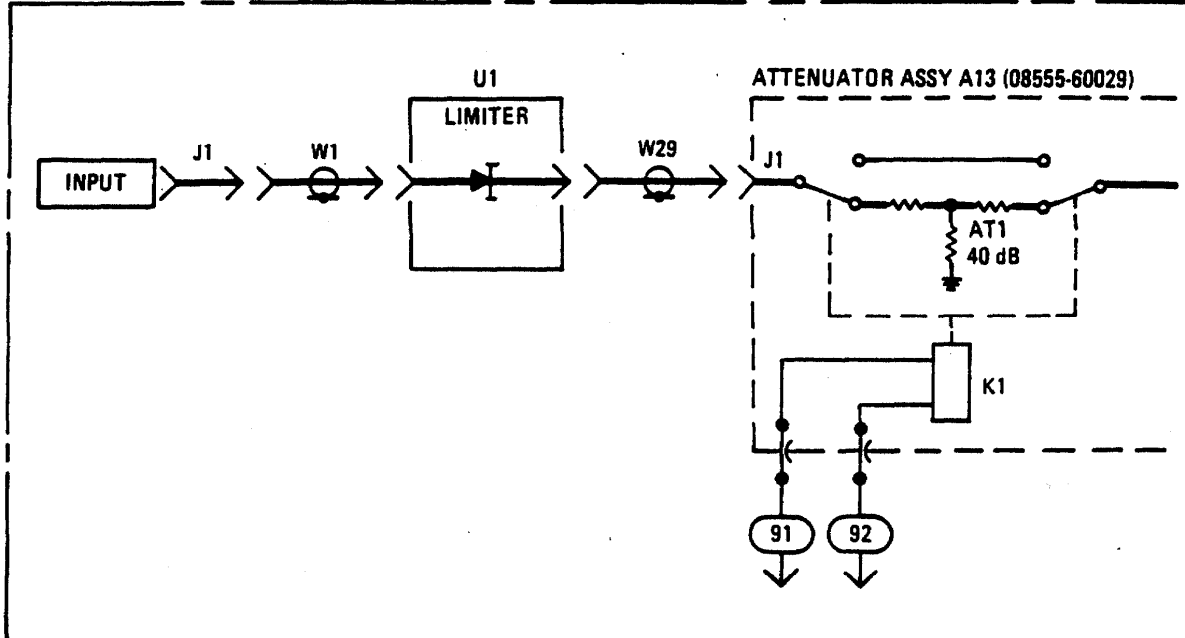 ATTENUATOR ASSY A13 (08555-60029)
U1
LIMITER
INPUT
J1
W1
W29
J1
AT1
40 dB
K1
91
92